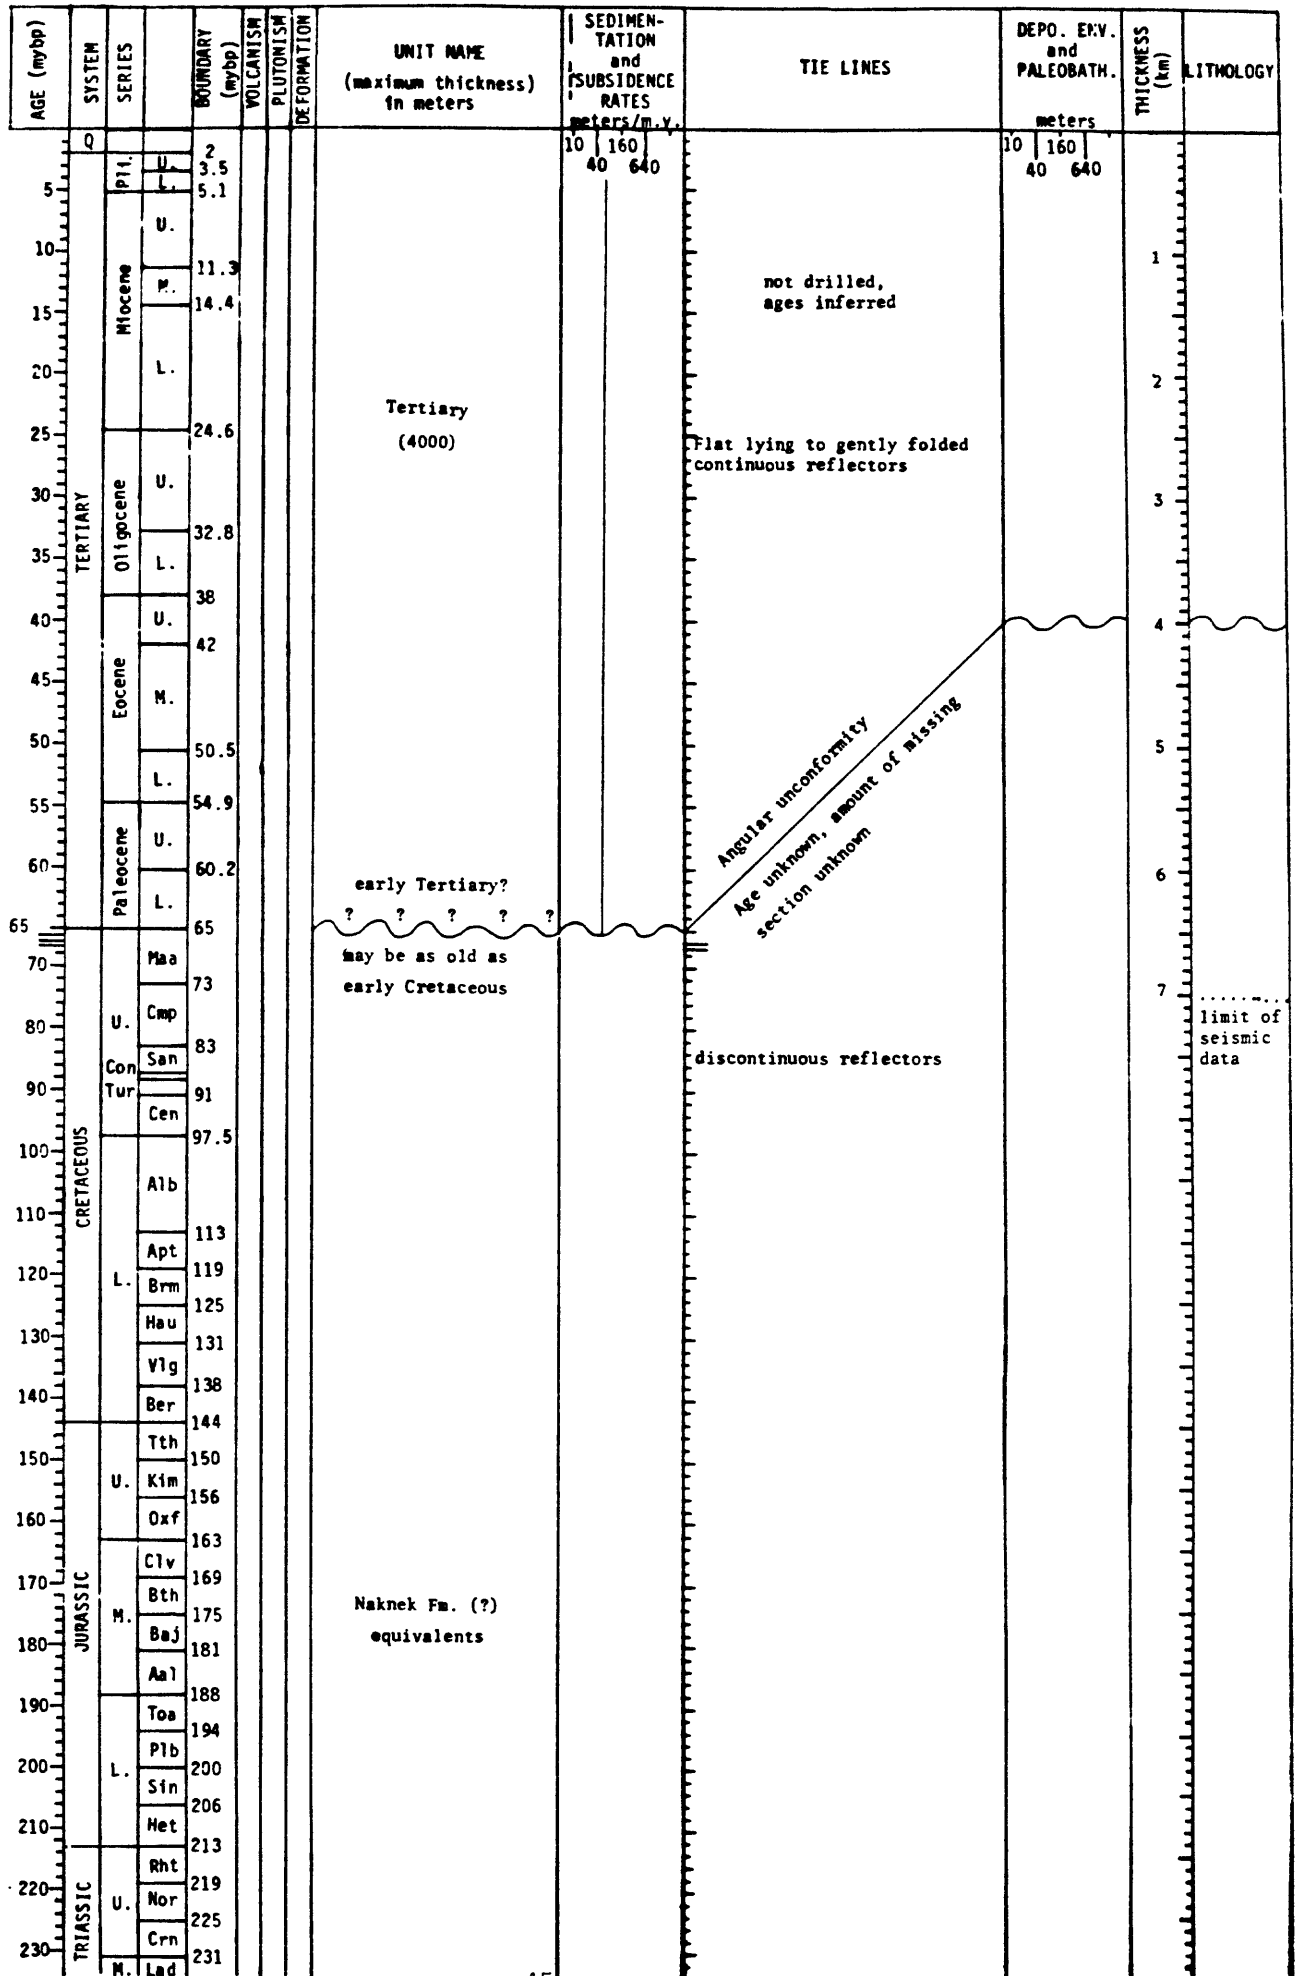 AGE (mybp)
SYSTEM
SERIES
BOUNDARY
(mybp)
VOLCANISM
PLUTONISM
DEFORMATION
UNIT NAME
(maximum thickness)
in meters
SEDIMEN-
TATION
and
SUBSIDENCE
RATES
meters/m.y.
TIE LINES
DEPO. ENV.
and
PALEOBATH.
meters
THICKNESS
(km)
LITHOLOGY
10 160
40 640
10 160
40 640
5
10
15
20
25
30
35
40
45
50
55
60
65
70
80
90
100
110
120
130
140
150
160
170
180
190
200
210
220
230
Q
TERTIARY
CRETACEOUS
JURASSIC
TRIASSIC
Pli.
Miocene
Oligocene
Eocene
Paleocene
U.
Con
Tur
L.
U.
M.
L.
U.
M.
U.
L.
U.
M.
L.
U.
L.
U.
M.
L.
U.
L.
Maa
Cmp
San
Cen
Alb
Apt
Brm
Hau
Vlg
Ber
Tth
Kim
Oxf
Clv
Bth
Baj
Aal
Toa
Plb
Sin
Het
Rht
Nor
Crn
Lad
2
3.5
5.1
11.3
14.4
24.6
32.8
38
42
50.5
54.9
60.2
65
73
83
91
97.5
113
119
125
131
138
144
150
156
163
169
175
181
188
194
200
206
213
219
225
231
Tertiary
(4000)
early Tertiary?
? ? ? ? ?
may be as old as
early Cretaceous
Naknek Fm. (?)
equivalents
not drilled,
ages inferred
Flat lying to gently folded
continuous reflectors
Angular unconformity
Age unknown, amount of missing
section unknown
discontinuous reflectors
1
2
3
4
5
6
7
limit of
seismic
data